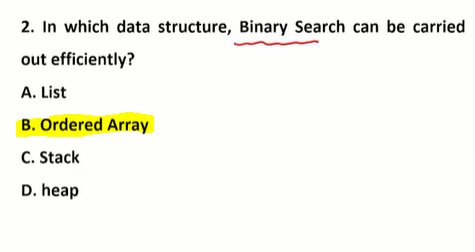 2. In which data structure, Binary Search can be carried
out efficiently?
A. List
B. Ordered Array
C. Stack
D. heap